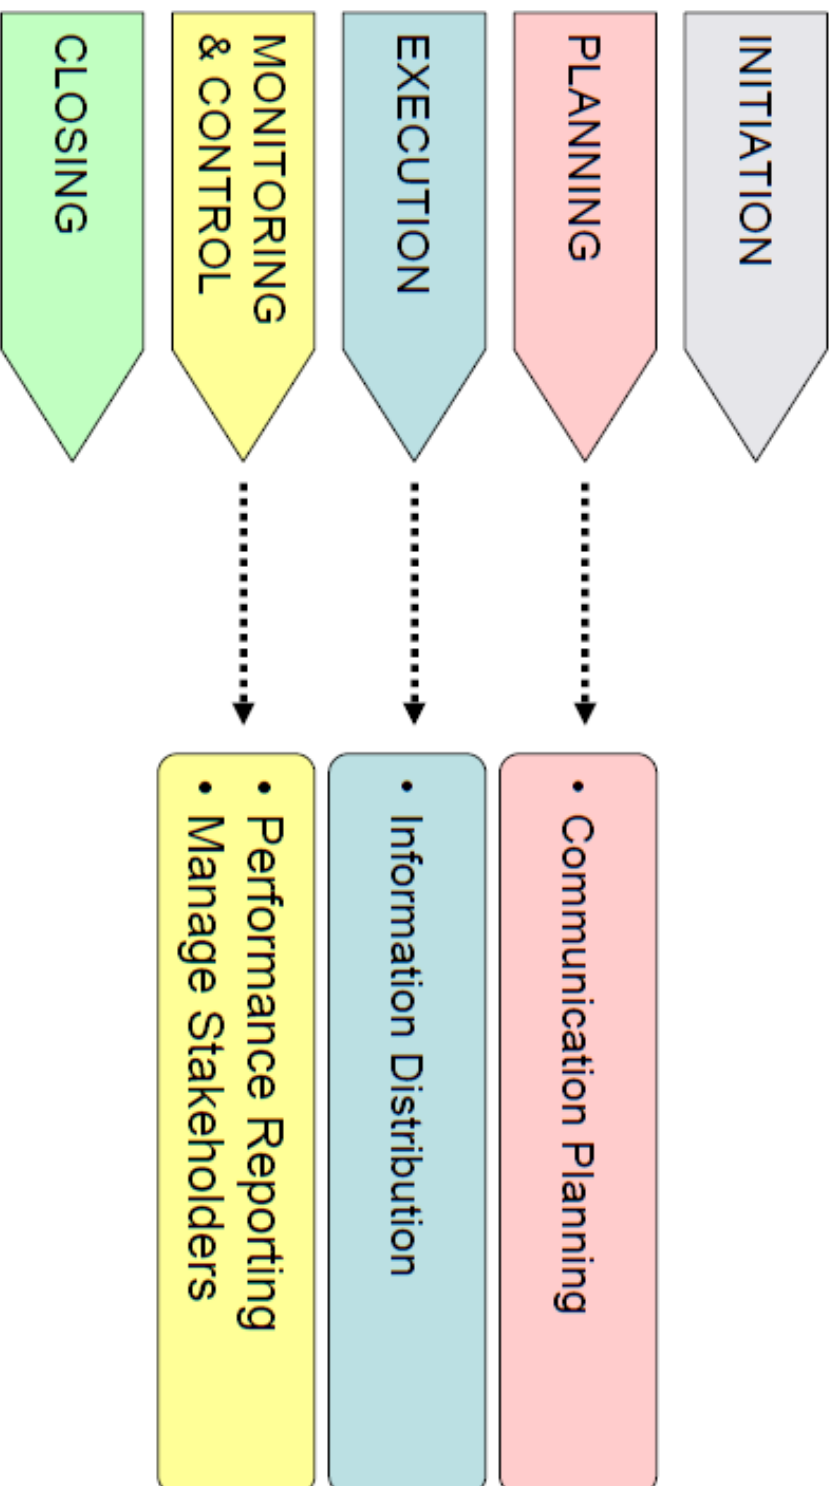 INITIATION
PLANNING
• Communication Planning
EXECUTION
• Information Distribution
MONITORING
& CONTROL
• Performance Reporting
• Manage Stakeholders
CLOSING